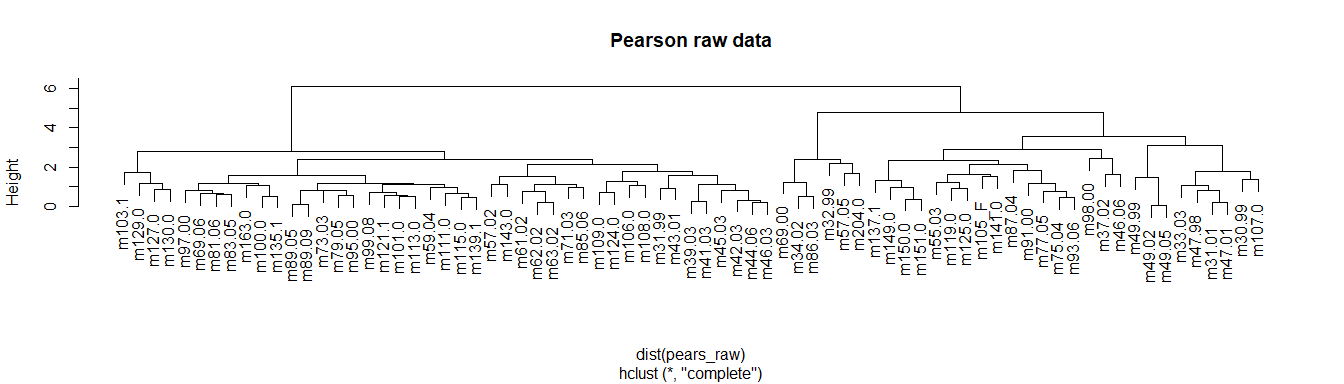 Pearson raw data
Height
0
2
4
6
m103.1
m129.0
m127.0
m130.0
m97.00
m69.06
m81.06
m83.05
m163.0
m100.0
m135.1
m89.05
m89.09
m73.03
m79.05
m95.00
m99.08
m121.1
m101.0
m113.0
m59.04
m111.0
m115.0
m139.1
m57.02
m143.0
m61.02
m62.02
m63.02
m71.03
m85.06
m109.0
m124.0
m106.0
m108.0
m31.99
m43.01
m39.03
m41.03
m45.03
m42.03
m44.06
m46.03
m69.00
m34.02
m86.03
m32.99
m57.05
m204.0
m137.1
m149.0
m150.0
m151.0
m55.03
m119.0
m125.0
m105_F
m141.0
m87.04
m91.00
m77.05
m75.04
m93.06
m98.00
m37.02
m46.06
m49.99
m49.02
m49.05
m33.03
m47.98
m31.01
m47.01
m30.99
m107.0
dist(pears_raw)
hclust (*, "complete")